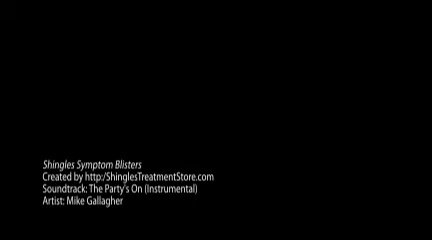 Shingles Symptom Blisters
Created by http:/ShinglesTreatmentStore.com
Soundtrack: The Party's On (Instrumental)
Artist: Mike Gallagher